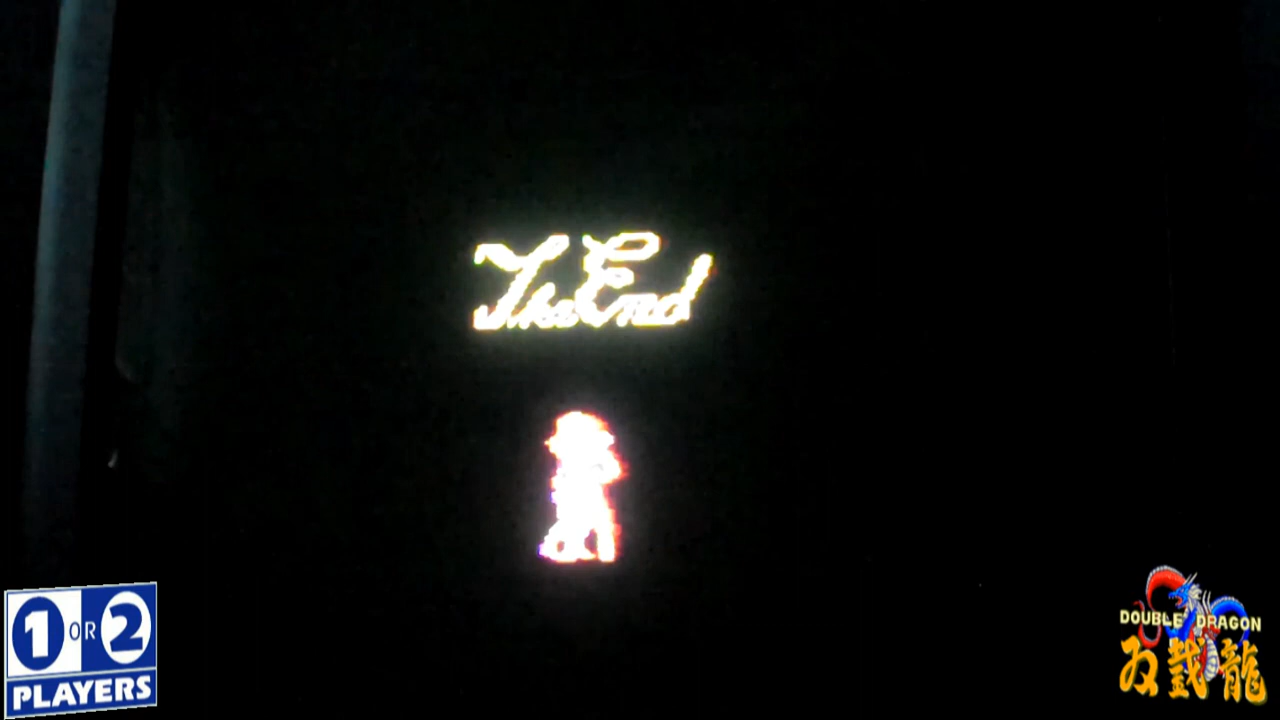 The End
1 OR 2
PLAYERS
DOUBLE DRAGON
双截龍